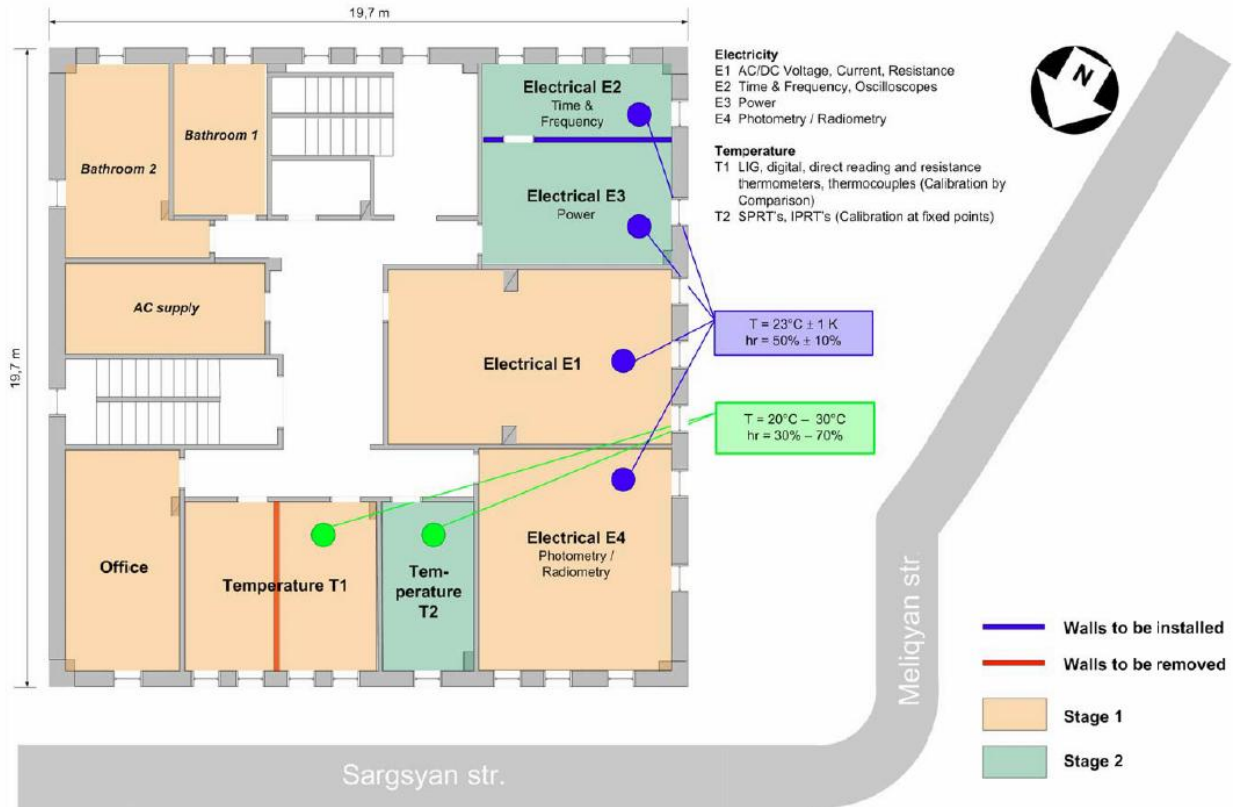 19,7 m
19,7 m
Bathroom 2
Bathroom 1
AC supply
Electrical E2
Time &
Frequency
Electrical E3
Power
Electrical E1
Electrical E4
Photometry /
Radiometry
Office
Temperature T1
Tem-
perature
T2
Electricity
E1 AC/DC Voltage, Current, Resistance
E2 Time & Frequency, Oscilloscopes
E3 Power
E4 Photometry / Radiometry
Temperature
T1 LIG, digital, direct reading and resistance
thermometers, thermocouples (Calibration by
Comparison)
T2 SPRT's, IPRT's (Calibration at fixed points)
N
T = 23°C ± 1 K
hr = 50% ± 10%
T = 20°C – 30°C
hr = 30% – 70%
Meliqyan str.
Sargsyan str.
Walls to be installed
Walls to be removed
Stage 1
Stage 2